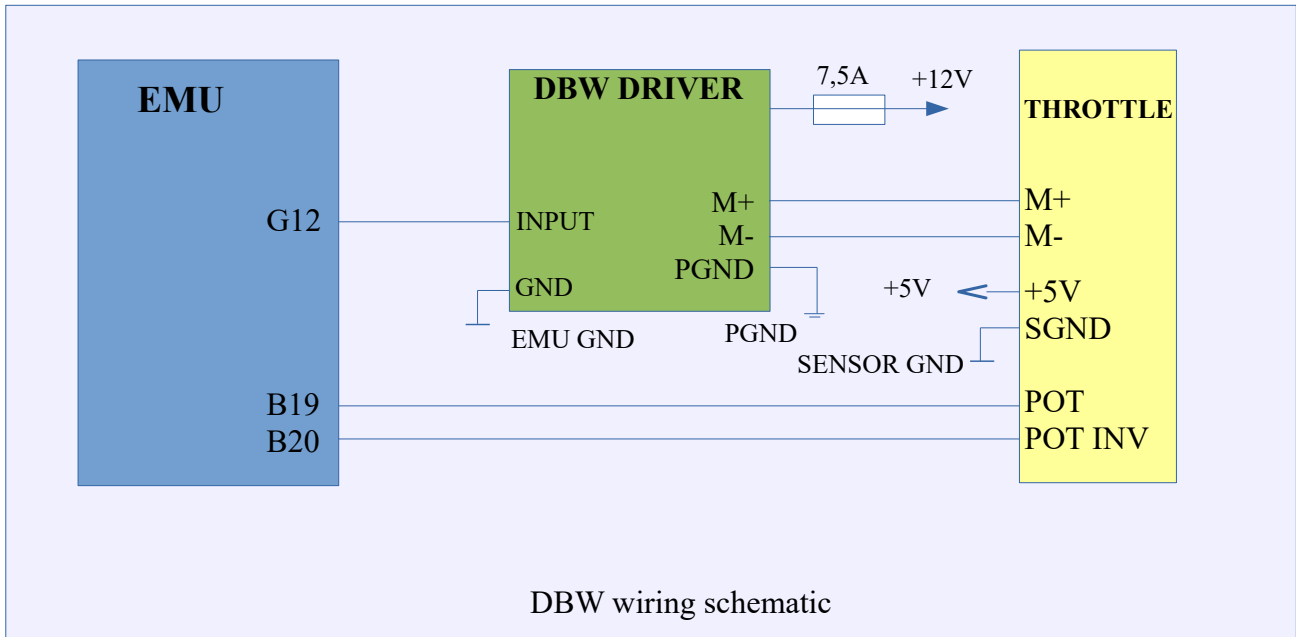 EMU
G12
B19
B20
DBW DRIVER
INPUT
GND
EMU GND
M+
M-
PGND
PGND
7,5A
+12V
THROTTLE
M+
M-
+5V
+5V
SGND
SENSOR GND
POT
POT INV
DBW wiring schematic